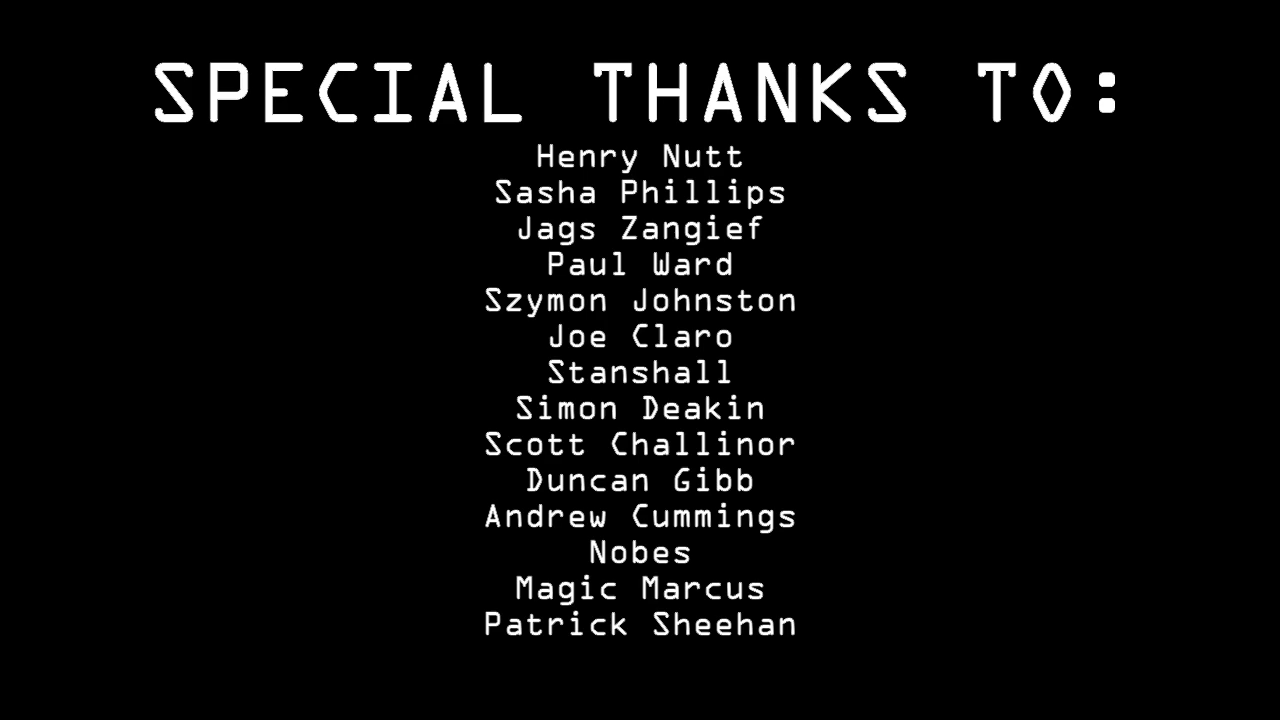 SPECIAL THANKS TO:
Henry Nutt
Sasha Phillips
Jags Zangief
Paul Ward
Szymon Johnston
Joe Claro
Stanshall
Simon Deakin
Scott Challinor
Duncan Gibb
Andrew Cummings
Nobes
Magic Marcus
Patrick Sheehan